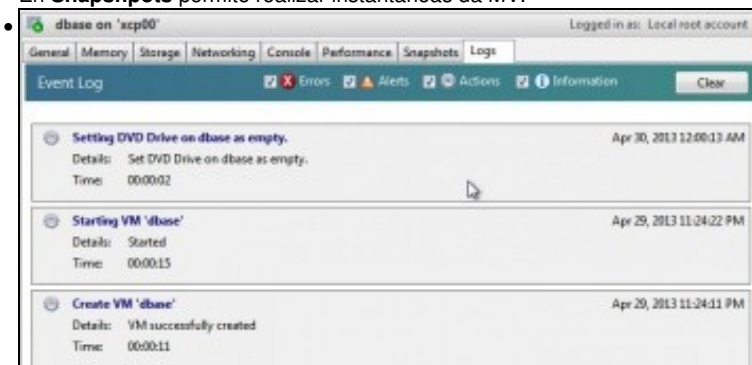 En Snapshpots permite realizar instantáneas da MV.
dbase on 'xcp00' Logged in as: Local root account
General Memory Storage Networking Console Performance Snapshots Logs
Event Log Errors Alerts Actions Information Clear
Setting DVD Drive on dbase as empty. Apr 30, 2013 12:00:13 AM
Details: Set DVD Drive on dbase as empty.
Time: 00:00:02
Starting VM 'dbase' Apr 29, 2013 11:24:22 PM
Details: Started
Time: 00:00:15
Create VM 'dbase' Apr 29, 2013 11:24:11 PM
Details: VM successfully created
Time: 00:00:11